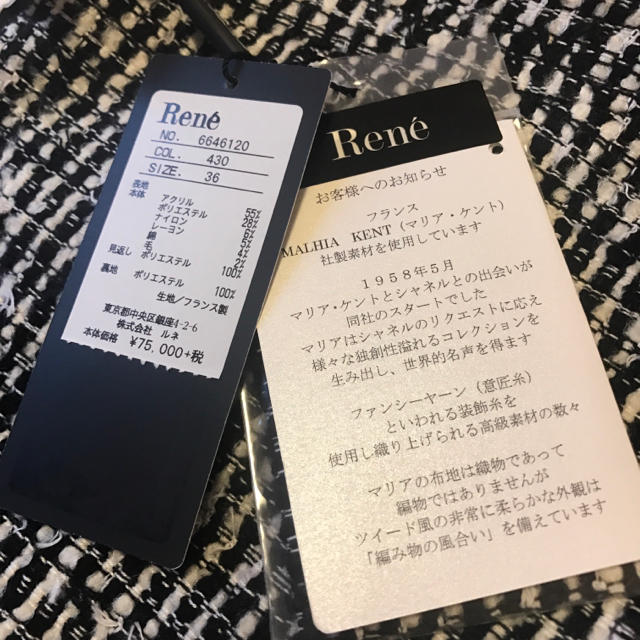 René
NO. 6646120
COL. 430
SIZE. 36
表地
本体 アクリル 55%
ポリエステル 28%
ナイロン 6%
レーヨン 5%
綿 4%
毛 2%
見返し ポリエステル 100%
裏地 ポリエステル 100%
生地/フランス製
東京都中央区銀座4-2-6
株式会社 ルネ
本体価格 ¥75,000+税
René
お客様へのお知らせ
フランス
MALHIA KENT（マリア・ケント）
社製素材を使用しています
１９５８年５月
マリア・ケントとシャネルとの出会いが
同社のスタートでした
マリアはシャネルのリクエストに応え
様々な独創性溢れるコレクションを
生み出し、世界的名声を得ます
ファンシーヤーン（意匠糸）
といわれる装飾糸を
使用し織り上げられる高級素材の数々
マリアの布地は織物であって
編物ではありませんが
ツイード風の非常に柔らかな外観は
「編み物の風合い」を備えています